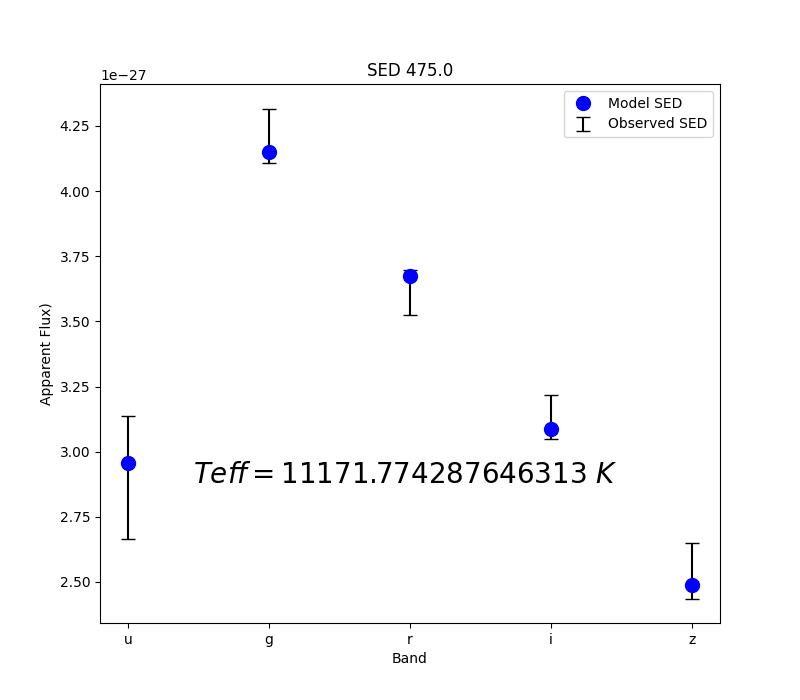 SED 475.0
1e−27
Model SED
Observed SED
4.25
4.00
3.75
3.50
3.25
3.00
2.75
2.50
Apparent Flux)
Teff = 11171.774287646313 K
u g r i z
Band